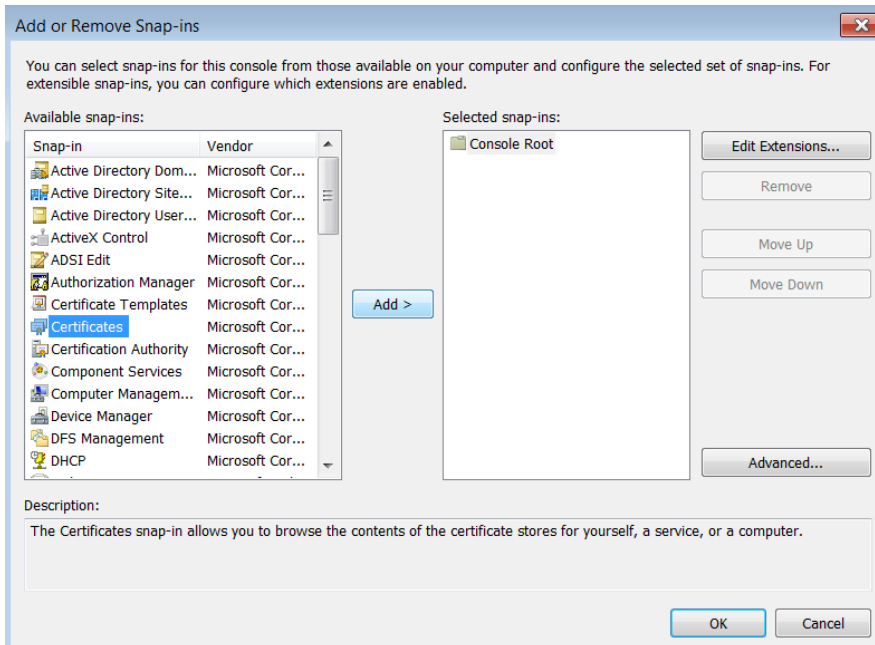 Add or Remove Snap-ins
You can select snap-ins for this console from those available on your computer and configure the selected set of snap-ins. For
extensible snap-ins, you can configure which extensions are enabled.
Available snap-ins:
Snap-in Vendor
Active Directory Dom... Microsoft Cor...
Active Directory Site... Microsoft Cor...
Active Directory User... Microsoft Cor...
ActiveX Control Microsoft Cor...
ADSI Edit Microsoft Cor...
Authorization Manager Microsoft Cor...
Certificate Templates Microsoft Cor...
Certificates Microsoft Cor...
Certification Authority Microsoft Cor...
Component Services Microsoft Cor...
Computer Managem... Microsoft Cor...
Device Manager Microsoft Cor...
DFS Management Microsoft Cor...
DHCP Microsoft Cor...
Add >
Selected snap-ins:
Console Root
Edit Extensions...
Remove
Move Up
Move Down
Advanced...
Description:
The Certificates snap-in allows you to browse the contents of the certificate stores for yourself, a service, or a computer.
OK Cancel